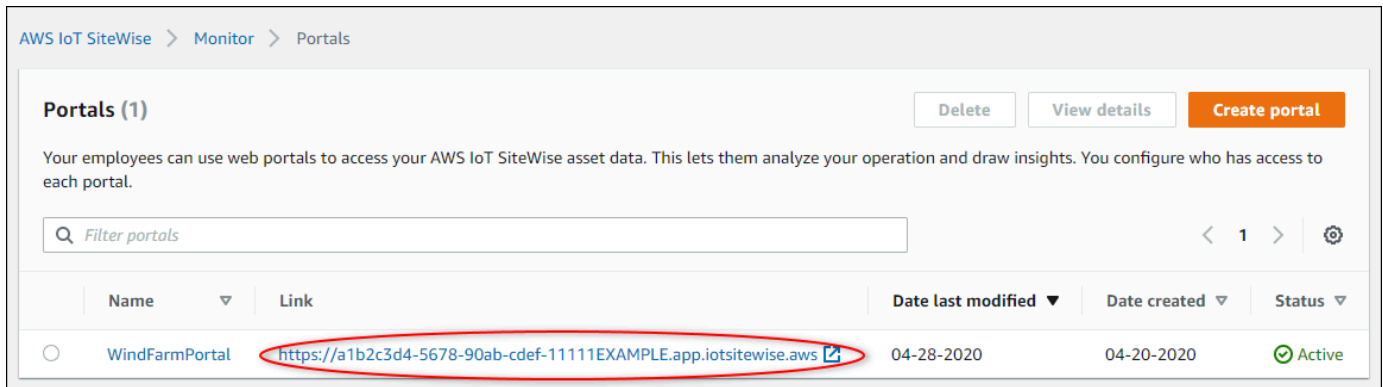 AWS IoT SiteWise > Monitor > Portals
Portals (1)
Delete
View details
Create portal
Your employees can use web portals to access your AWS IoT SiteWise asset data. This lets them analyze your operation and draw insights. You configure who has access to
each portal.
Filter portals
< 1 >
Name
Link
Date last modified
Date created
Status
WindFarmPortal
https://a1b2c3d4-5678-90ab-cdef-11111EXAMPLE.app.iotsitewise.aws
04-28-2020
04-20-2020
Active